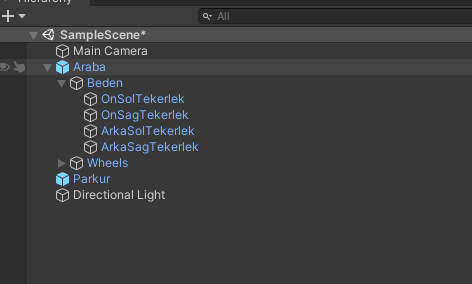 Hierarchy
All
SampleScene*
Main Camera
Araba
Beden
OnSolTekerlek
OnSagTekerlek
ArkaSolTekerlek
ArkaSagTekerlek
Wheels
Parkur
Directional Light